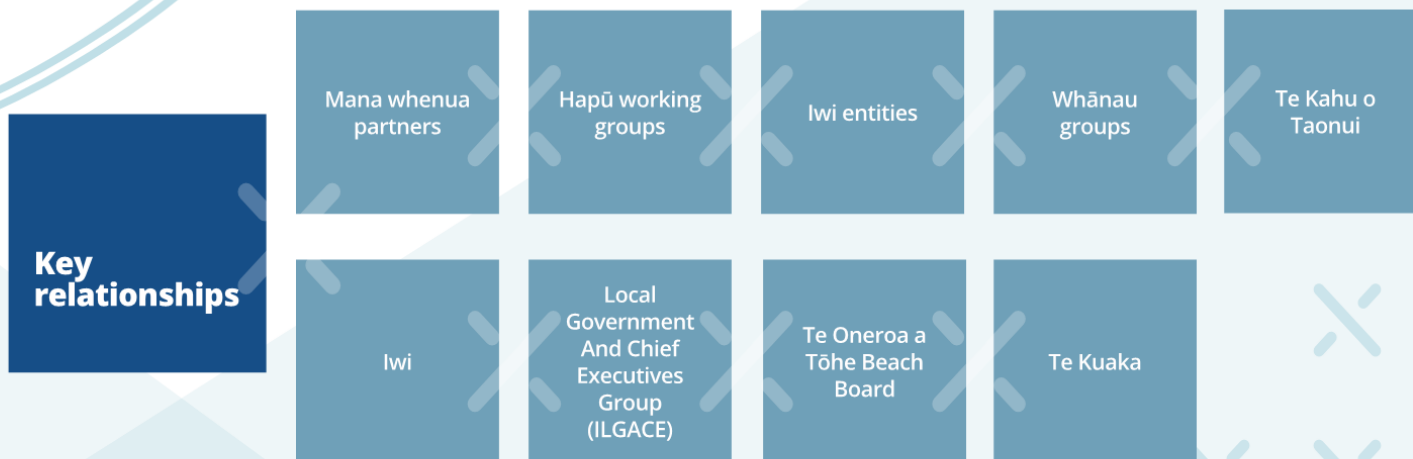 Key
relationships
Mana whenua
partners
Hapū working
groups
Iwi entities
Whānau
groups
Te Kahu o
Taonui
Iwi
Local
Government
And Chief
Executives
Group
(ILGACE)
Te Oneroa a
Tōhe Beach
Board
Te Kuaka